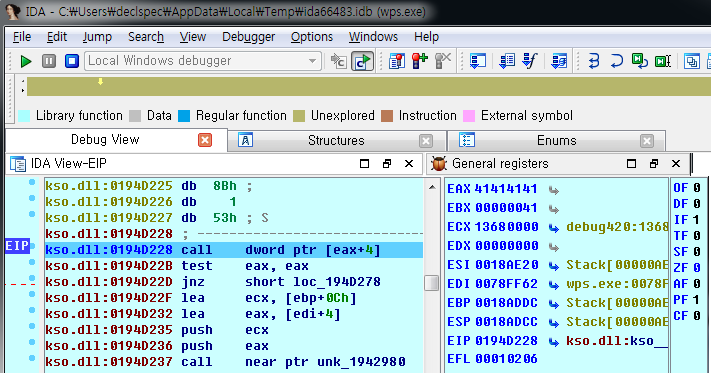 IDA - C:₩Users₩declspec₩AppData₩Local₩Temp₩ida66483.idb (wps.exe)
File Edit Jump Search View Debugger Options Windows Help
Local Windows debugger
Library function Data Regular function Unexplored Instruction External symbol
Debug View Structures Enums
IDA View-EIP General registers
kso.dll:0194D225 db 8Bh ;
kso.dll:0194D226 db 1
kso.dll:0194D227 db 53h ; S
kso.dll:0194D228 ; ---------------------------
EIP kso.dll:0194D228 call dword ptr [eax+4]
kso.dll:0194D22B test eax, eax
kso.dll:0194D22D jnz short loc_194D278
kso.dll:0194D22F lea ecx, [ebp+0Ch]
kso.dll:0194D232 lea eax, [edi+4]
kso.dll:0194D235 push ecx
kso.dll:0194D236 push eax
kso.dll:0194D237 call near ptr unk_1942980
EAX 41414141
EBX 00000001
ECX 13680000 debug420:1368
EDX 00000000
ESI 0018AE20 Stack[00000AE
EDI 0078FF62 wps.exe:0078F
EBP 0018ADDC Stack[00000AE
ESP 0018ADCC Stack[00000AE
EIP 0194D228 kso.dll:kso__
EFL 00010206
OF 0
DF 0
IF 1
TF 0
SF 0
ZF 0
AF 0
PF 1
CF 0